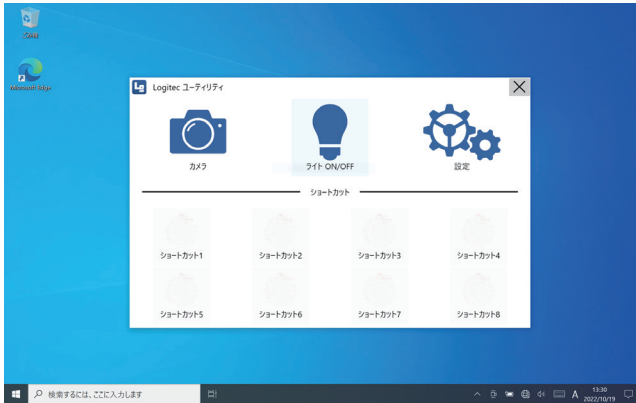 ごみ箱
Microsoft Edge
Lg Logitec ユーティリティ
カメラ
ライト ON/OFF
設定
ショートカット
ショートカット1
ショートカット2
ショートカット3
ショートカット4
ショートカット5
ショートカット6
ショートカット7
ショートカット8
検索するには、ここに入力します
A
13:30
2022/10/19